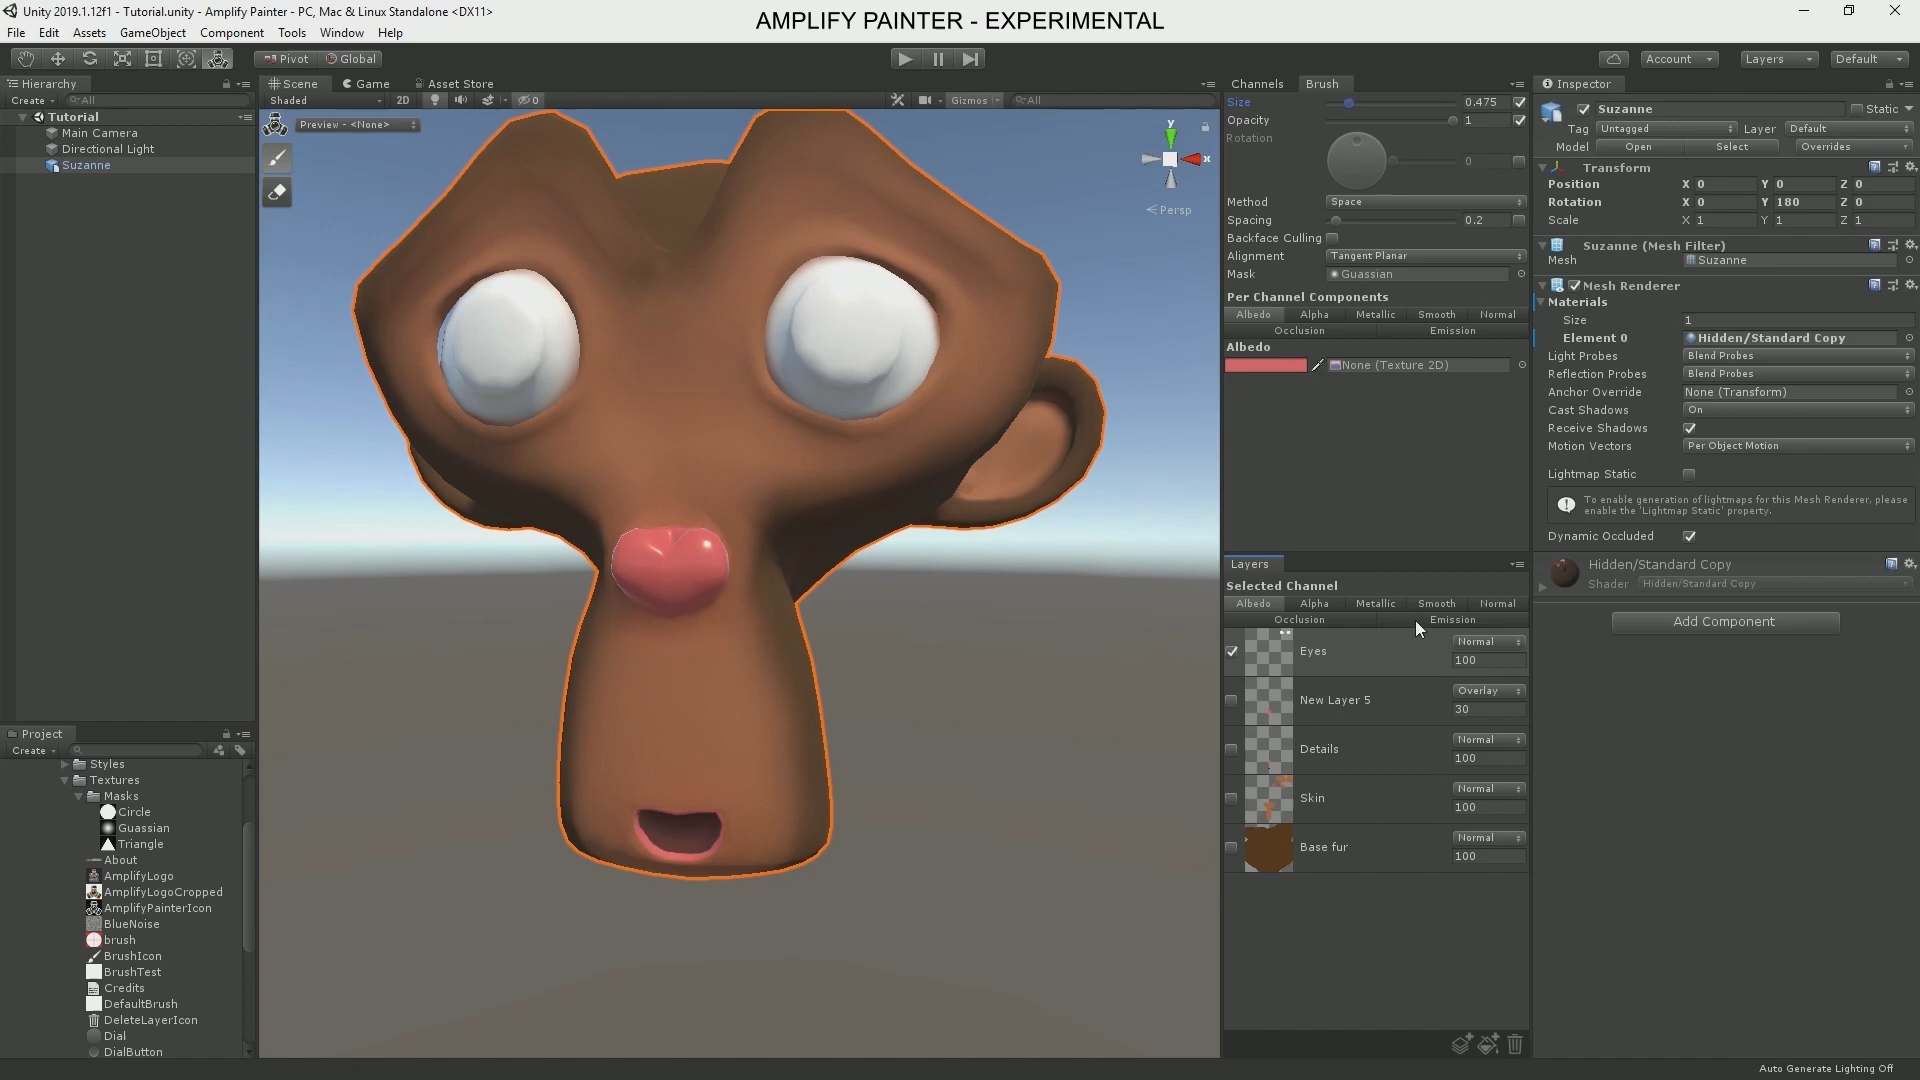 Unity 2019.1.12f1 - Tutorial.unity - Amplify Painter - PC, Mac & Linux Standalone <DX11>
AMPLIFY PAINTER - EXPERIMENTAL
File Edit Assets GameObject Component Tools Window Help
Pivot Global
Account Layers Default
Hierarchy
Create All
Tutorial
Main Camera
Directional Light
Suzanne
Scene Game Asset Store
Shaded 2D 0 Gizmos All
Preview - <None>
y
x
Persp
Channels Brush
Size 0.475
Opacity 1
Rotation
0
Method Space
Spacing 0.2
Backface Culling
Alignment Tangent Planar
Mask Guassian
Per Channel Components
Albedo Alpha Metallic Smooth Normal
Occlusion Emission
Albedo
None (Texture 2D)
Layers
Selected Channel
Albedo Alpha Metallic Smooth Normal
Occlusion Emission
Eyes Normal
100
New Layer 5 Overlay
30
Details Normal
100
Skin Normal
100
Base fur Normal
100
Inspector
Suzanne Static
Tag Untagged Layer Default
Model Open Select Overrides
Transform
Position X 0 Y 0 Z 0
Rotation X 0 Y 180 Z 0
Scale X 1 Y 1 Z 1
Suzanne (Mesh Filter)
Mesh Suzanne
Mesh Renderer
Materials
Size 1
Element 0 Hidden/Standard Copy
Light Probes Blend Probes
Reflection Probes Blend Probes
Anchor Override None (Transform)
Cast Shadows On
Receive Shadows
Motion Vectors Per Object Motion
Lightmap Static
To enable generation of lightmaps for this Mesh Renderer, please
enable the 'Lightmap Static' property.
Dynamic Occluded
Hidden/Standard Copy
Shader Hidden/Standard Copy
Add Component
Project
Create
Styles
Textures
Masks
Circle
Guassian
Triangle
About
AmplifyLogo
AmplifyLogoCropped
AmplifyPainterIcon
BlueNoise
brush
BrushIcon
BrushTest
Credits
DefaultBrush
DeleteLayerIcon
Dial
DialButton
Auto Generate Lighting Off